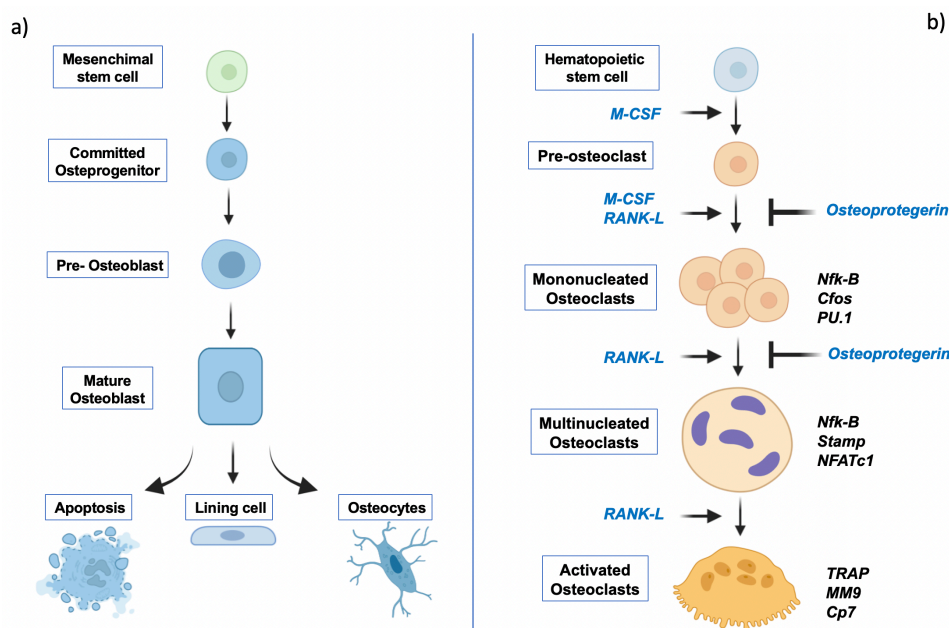 a)
Mesenchimal
stem cell
Committed
Osteprogenitor
Pre- Osteoblast
Mature
Osteoblast
Apoptosis
Lining cell
Osteocytes
b)
Hematopoietic
stem cell
M-CSF
Pre-osteoclast
M-CSF
RANK-L
Osteoprotegerin
Mononucleated
Osteoclasts
Nfk-B
Cfos
PU.1
RANK-L
Osteoprotegerin
Multinucleated
Osteoclasts
Nfk-B
Stamp
NFATc1
RANK-L
Activated
Osteoclasts
TRAP
MM9
Cp7